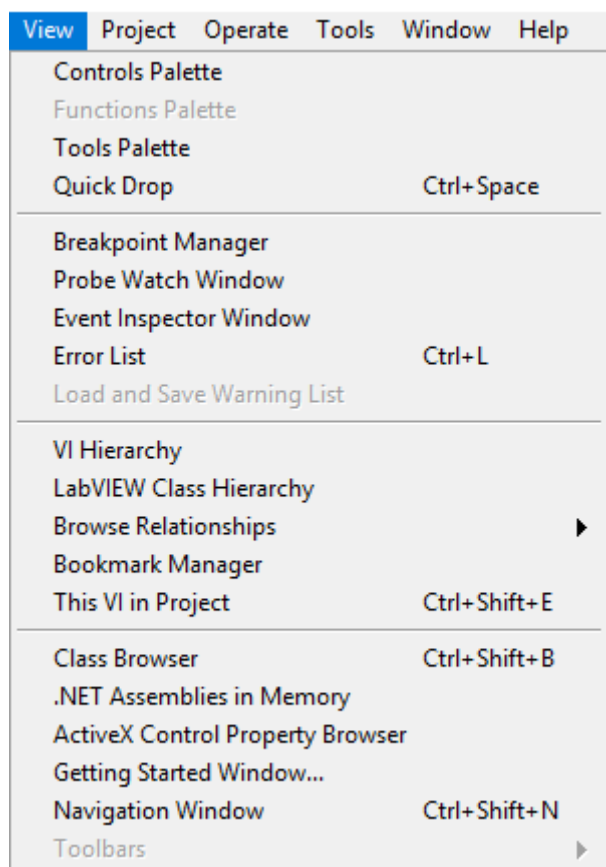 View Project Operate Tools Window Help
Controls Palette
Functions Palette
Tools Palette
Quick Drop Ctrl+Space
Breakpoint Manager
Probe Watch Window
Event Inspector Window
Error List Ctrl+L
Load and Save Warning List
VI Hierarchy
LabVIEW Class Hierarchy
Browse Relationships
Bookmark Manager
This VI in Project Ctrl+Shift+E
Class Browser Ctrl+Shift+B
.NET Assemblies in Memory
ActiveX Control Property Browser
Getting Started Window...
Navigation Window Ctrl+Shift+N
Toolbars